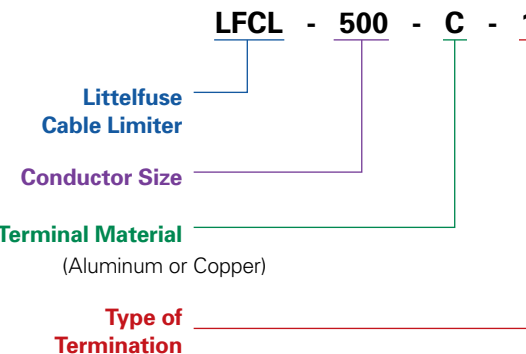 LFCL - 500 - C -
Littelfuse
Cable Limiter
Conductor Size
Terminal Material
(Aluminum or Copper)
Type of
Termination